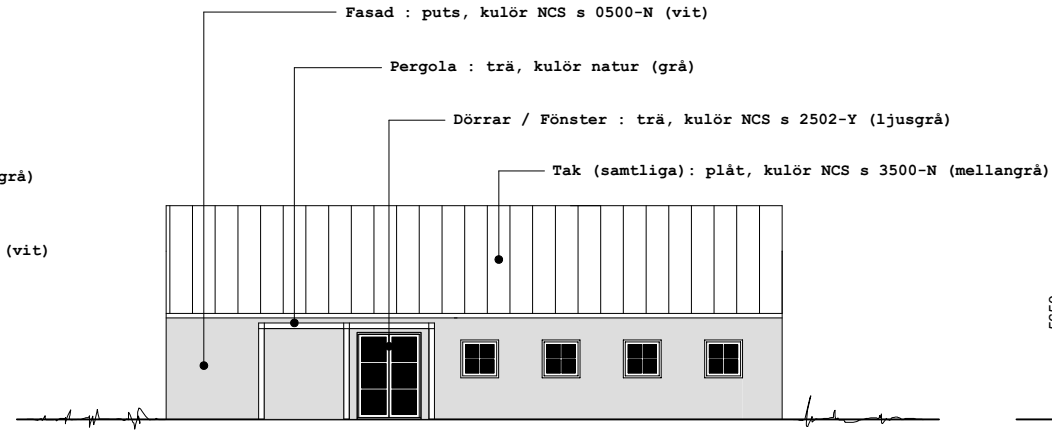 Fasad : puts, kulör NCS s 0500-N (vit)
Pergola : trä, kulör natur (grå)
Dörrar / Fönster : trä, kulör NCS s 2502-Y (ljusgrå)
Tak (samtliga): plåt, kulör NCS s 3500-N (mellangrå)
grå)
(vit)